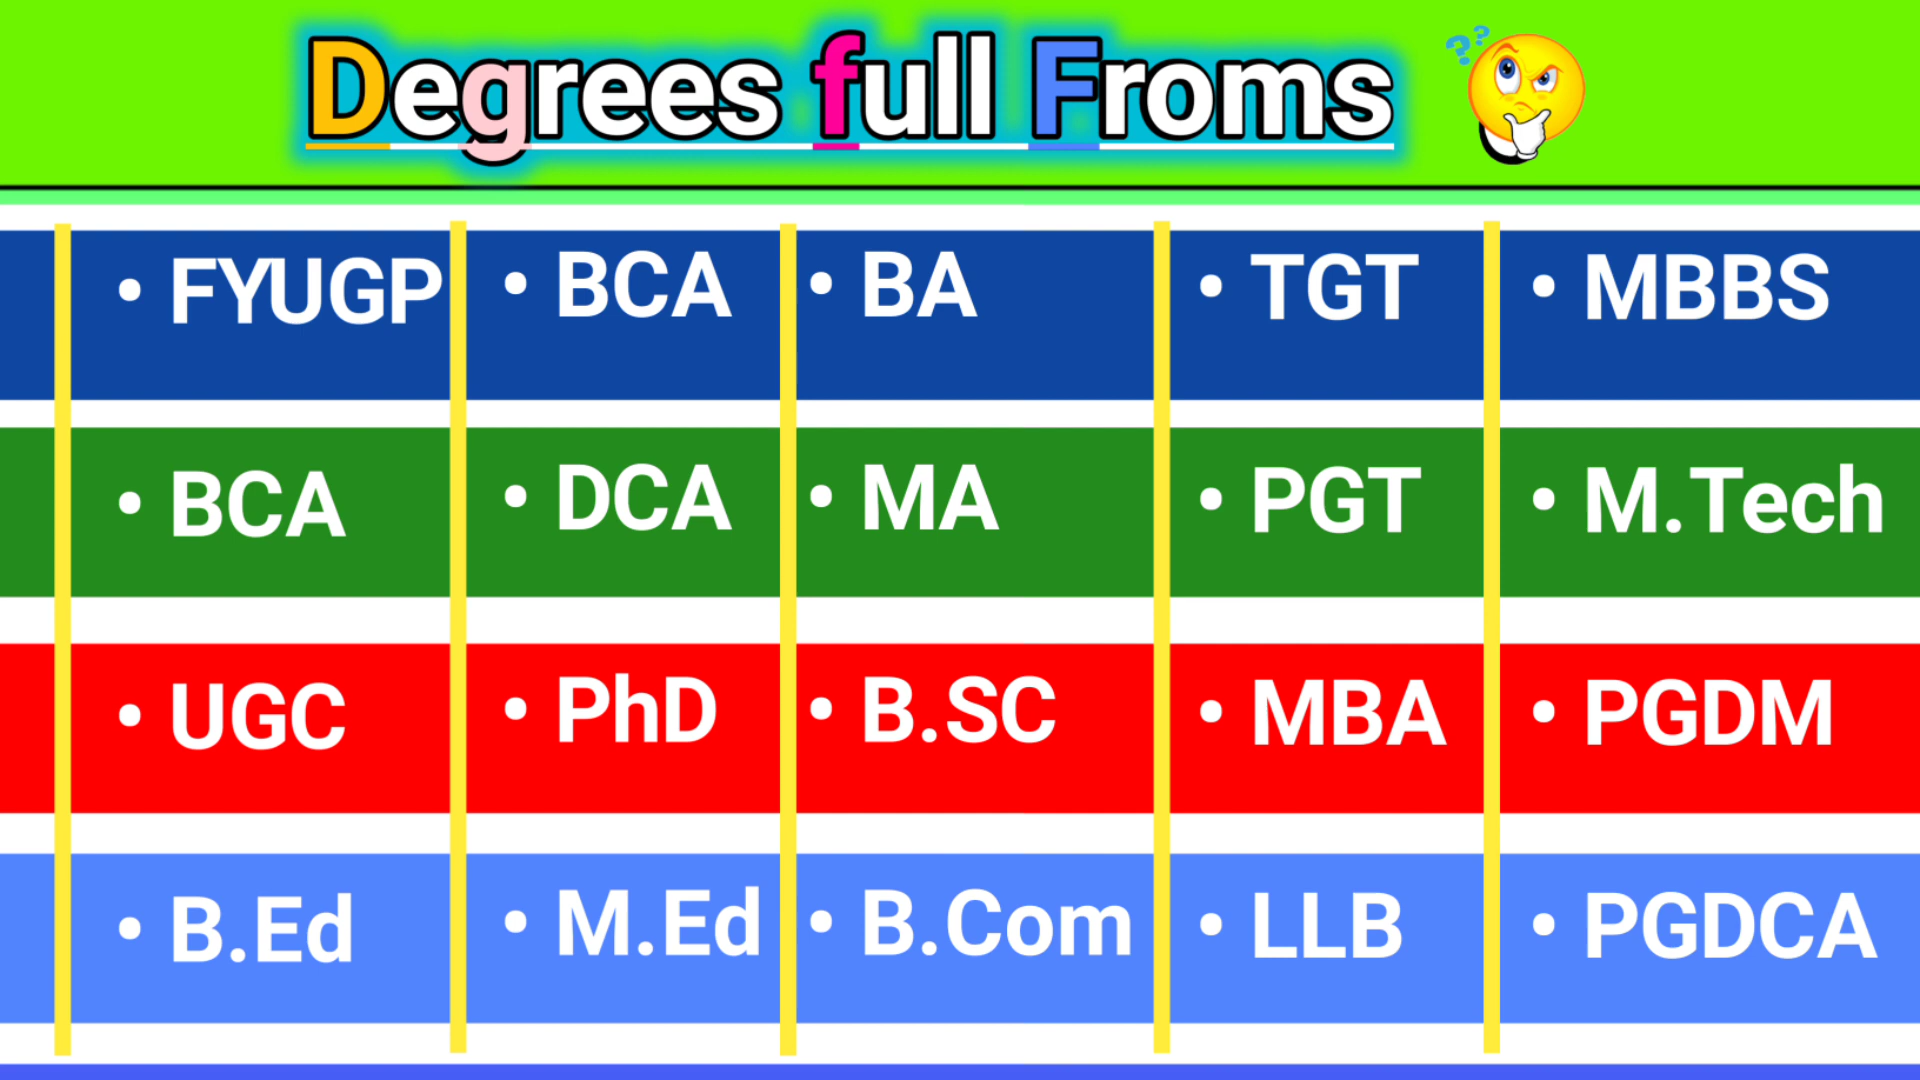 Degrees full Froms
??
• FYUGP • BCA • BA • TGT • MBBS
• BCA • DCA • MA • PGT • M.Tech
• UGC • PhD • B.SC • MBA • PGDM
• B.Ed • M.Ed • B.Com • LLB • PGDCA